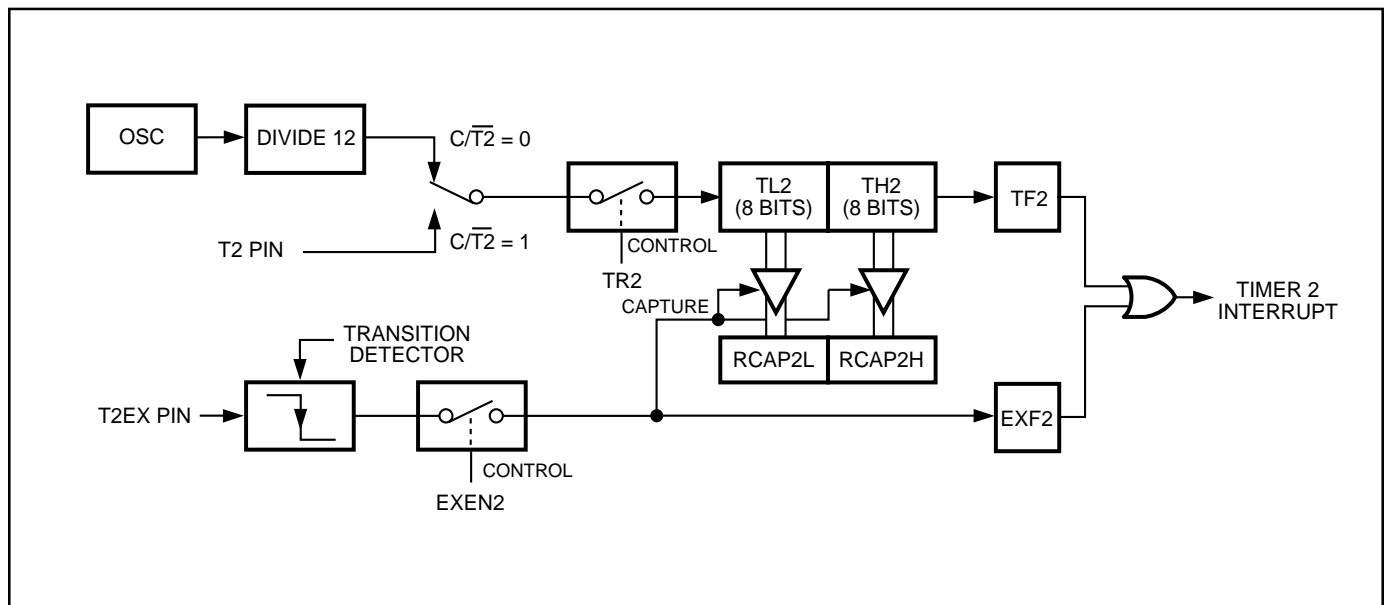 OSC
DIVIDE 12
C/T2 = 0
TL2
(8 BITS)
TH2
(8 BITS)
TF2
T2 PIN
C/T2 = 1
CONTROL
TR2
CAPTURE
TIMER 2
INTERRUPT
TRANSITION
DETECTOR
RCAP2L
RCAP2H
T2EX PIN
EXF2
CONTROL
EXEN2